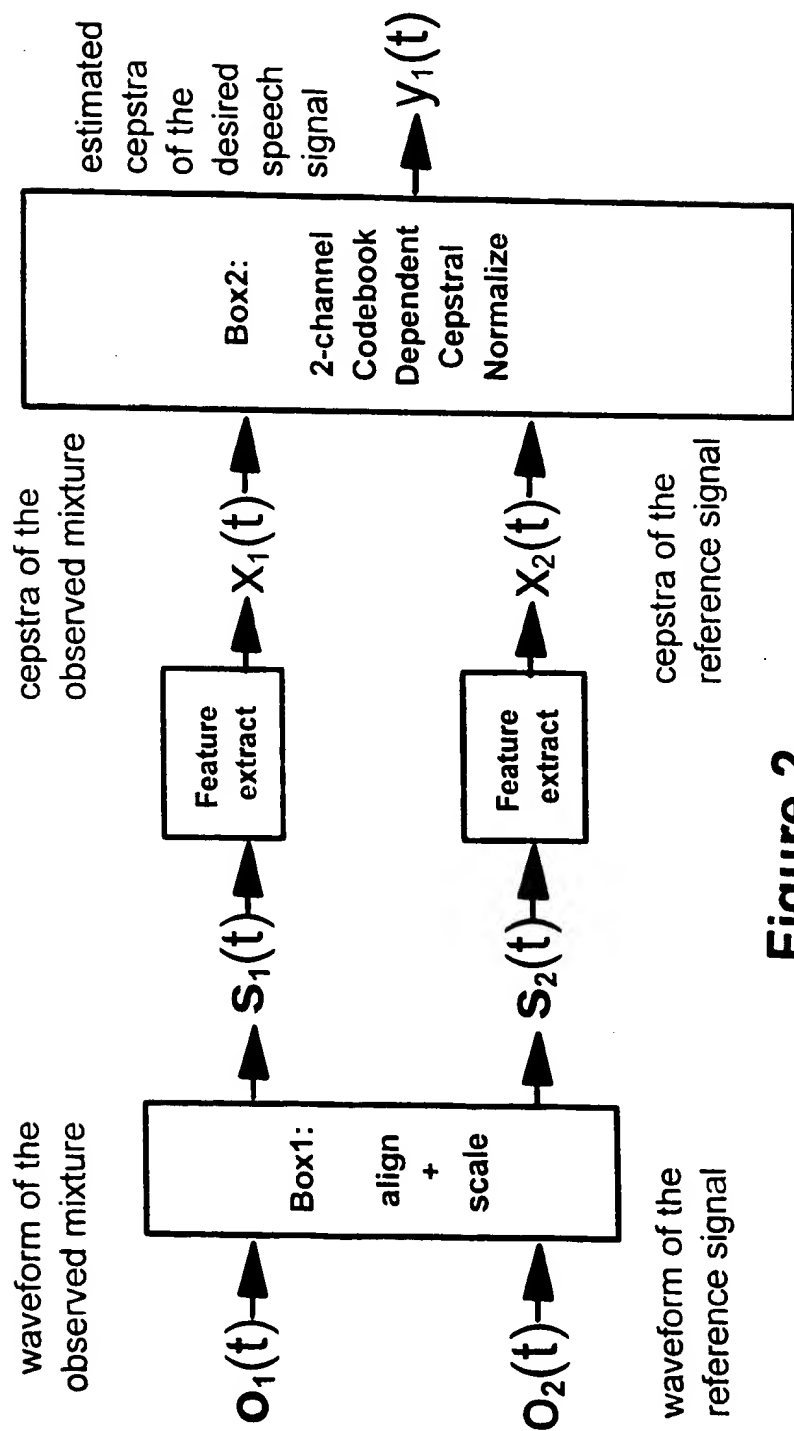 waveform of the
observed mixture
o₁(t)
o₂(t)
waveform of the
reference signal
Box1:
align
+
scale
s₁(t)
s₂(t)
Feature
extract
Feature
extract
cepstra of the
observed mixture
x₁(t)
x₂(t)
cepstra of the
reference signal
Box2:
2-channel
Codebook
Dependent
Cepstral
Normalize
estimated
cepstra
of the
desired
speech
signal
y₁(t)
Figure 2